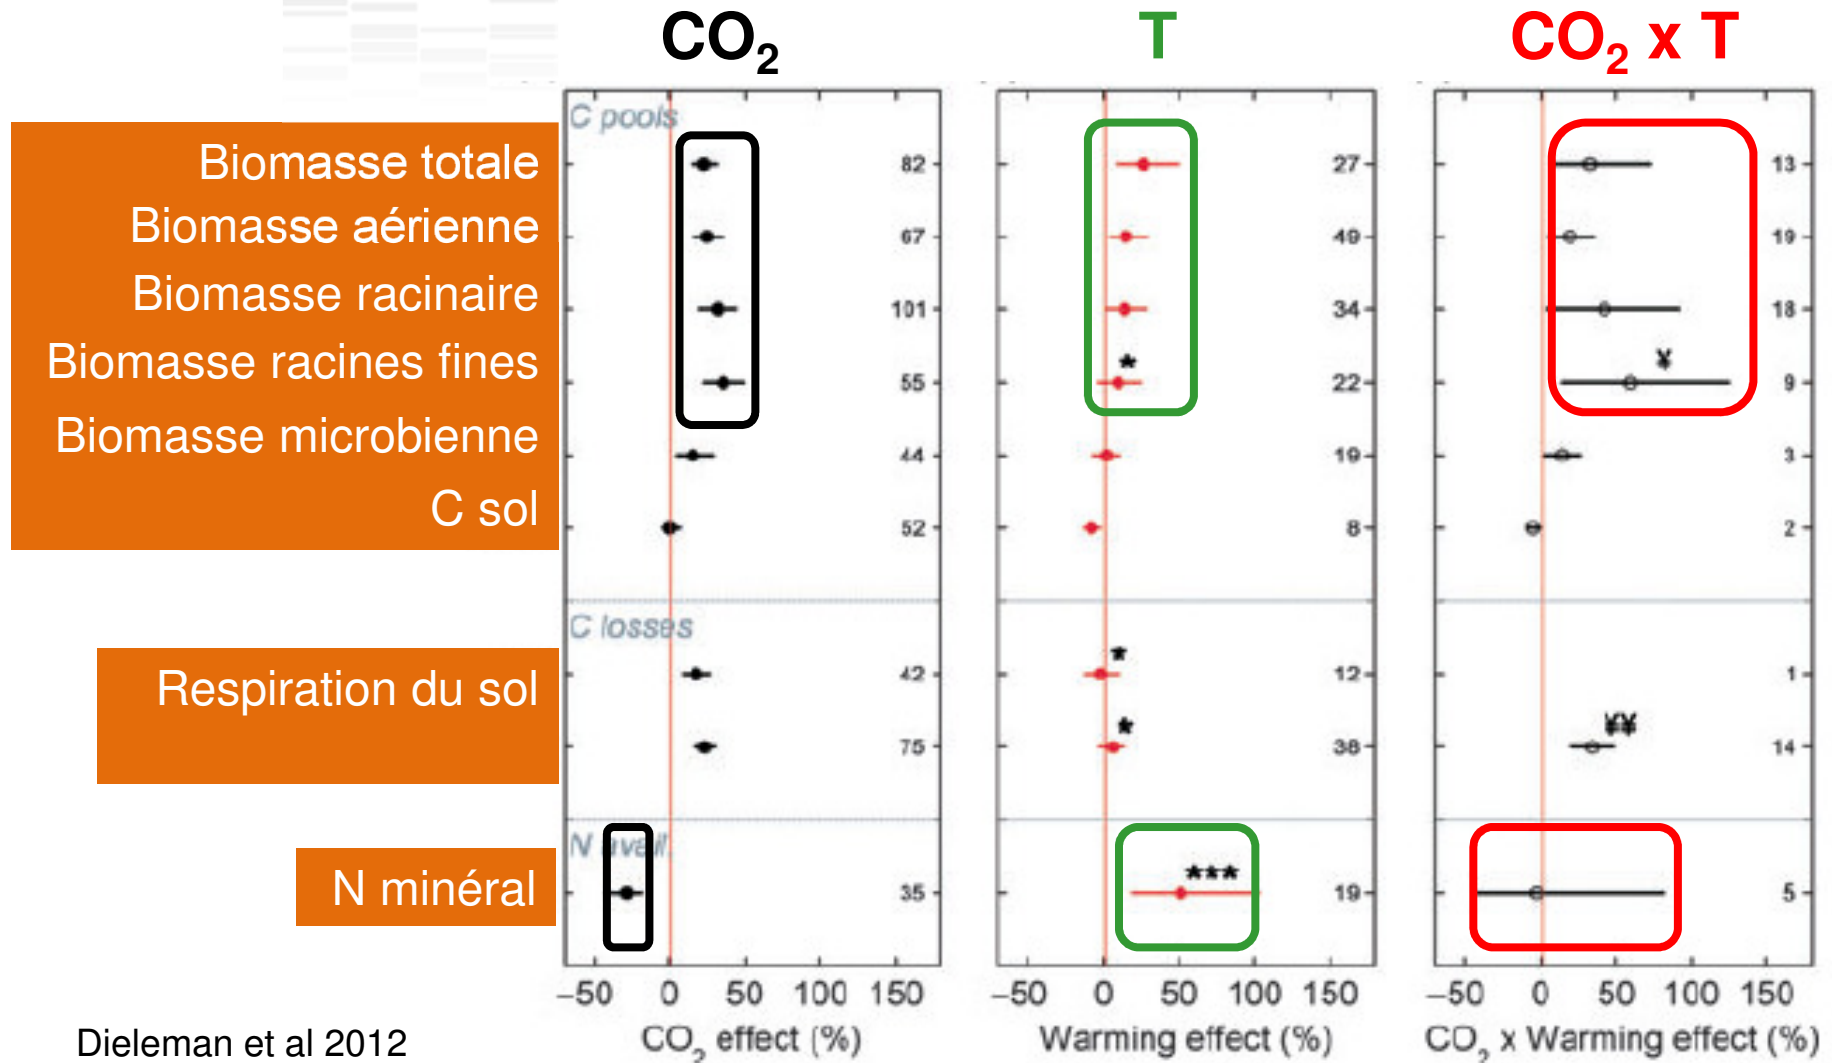 CO₂ T CO₂ x T
C pools
Biomasse totale 82 27 13
Biomasse aérienne 67 49 19
Biomasse racinaire 101 34 18
* ¥
Biomasse racines fines 55 22 9
Biomasse microbienne 44 19 3
C sol 52 8 2
C losses
*
Respiration du sol 42 12 1
* ¥¥
75 38 14
N avail.
***
N minéral 35 19 5
−50 0 50 100 150 −50 0 50 100 150 −50 0 50 100 150
CO₂ effect (%) Warming effect (%) CO₂ x Warming effect (%)
Dieleman et al 2012